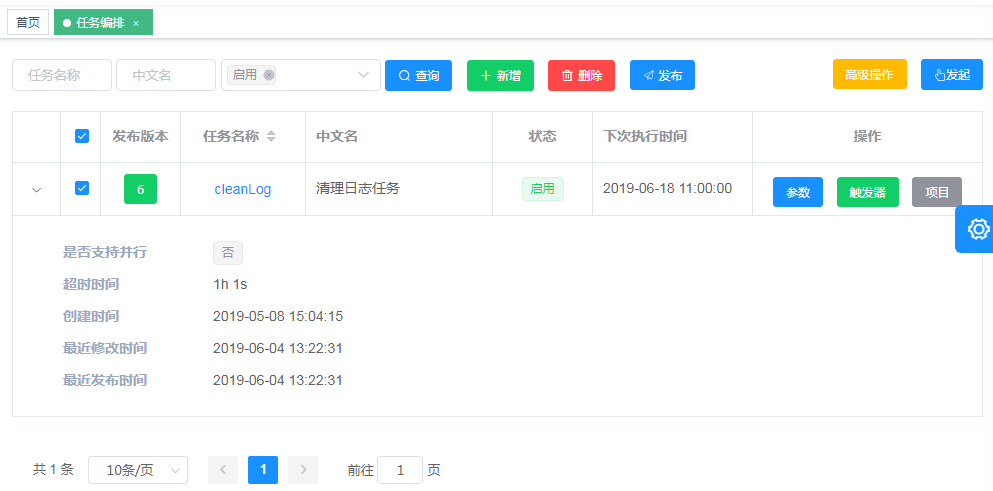 首页 任务编排 ×
任务名称 中文名 启用 查询 新增 删除 发布 高级操作 发起
发布版本 任务名称 中文名 状态 下次执行时间 操作
6 cleanLog 清理日志任务 启用 2019-06-18 11:00:00 参数 触发器 项目
是否支持并行 否
超时时间 1h 1s
创建时间 2019-05-08 15:04:15
最近修改时间 2019-06-04 13:22:31
最近发布时间 2019-06-04 13:22:31
共 1 条 10条/页 1 前往 1 页